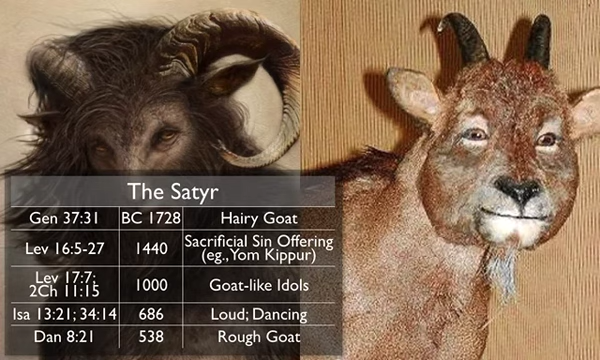 The Satyr
Gen 37:31 BC 1728 Hairy Goat
Lev 16:5-27 1440 Sacrificial Sin Offering
(eg., Yom Kippur)
Lev 17:7;
2Ch 11:15 1000 Goat-like Idols
Isa 13:21; 34:14 686 Loud; Dancing
Dan 8:21 538 Rough Goat